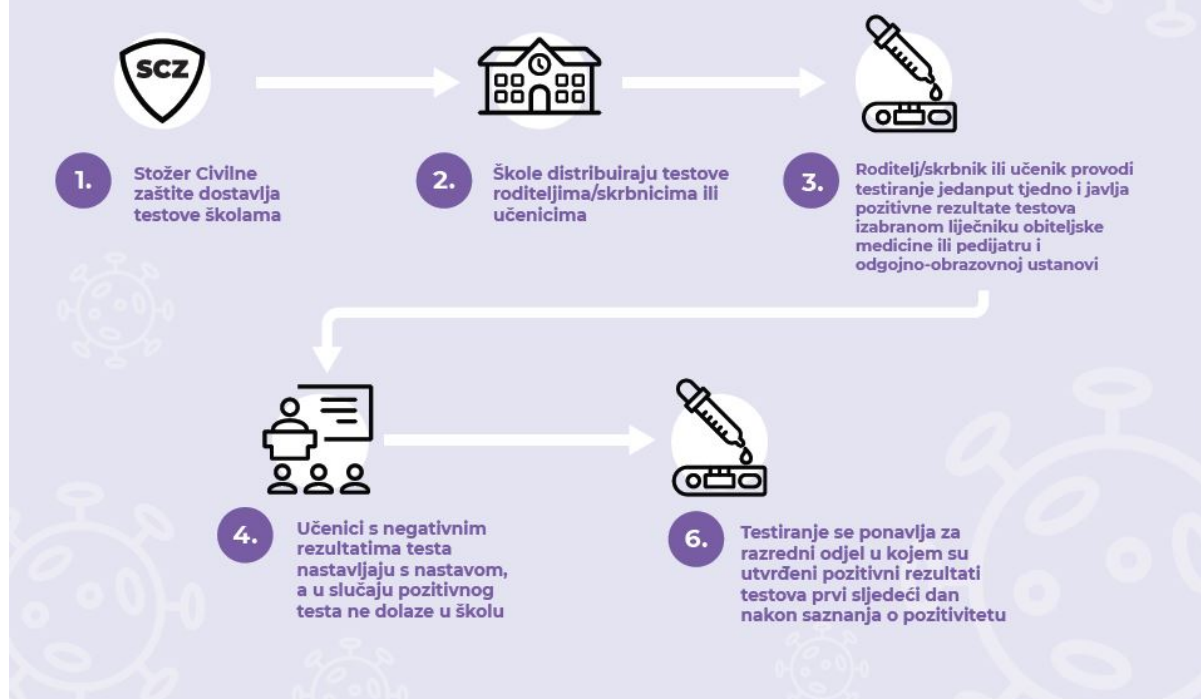 SCZ
1.
Stožer Civilne
zaštite dostavlja
testove školama
2.
Škole distribuiraju testove
roditeljima/skrbnicima ili
učenicima
3.
Roditelj/skrbnik ili učenik provodi
testiranje jedanput tjedno i javlja
pozitivne rezultate testova
izabranom liječniku obiteljske
medicine ili pedijatru i
odgojno-obrazovnoj ustanovi
4.
Učenici s negativnim
rezultatima testa
nastavljaju s nastavom,
a u slučaju pozitivnog
testa ne dolaze u školu
6.
Testiranje se ponavlja za
razredni odjel u kojem su
utvrđeni pozitivni rezultati
testova prvi sljedeći dan
nakon saznanja o pozitivitetu